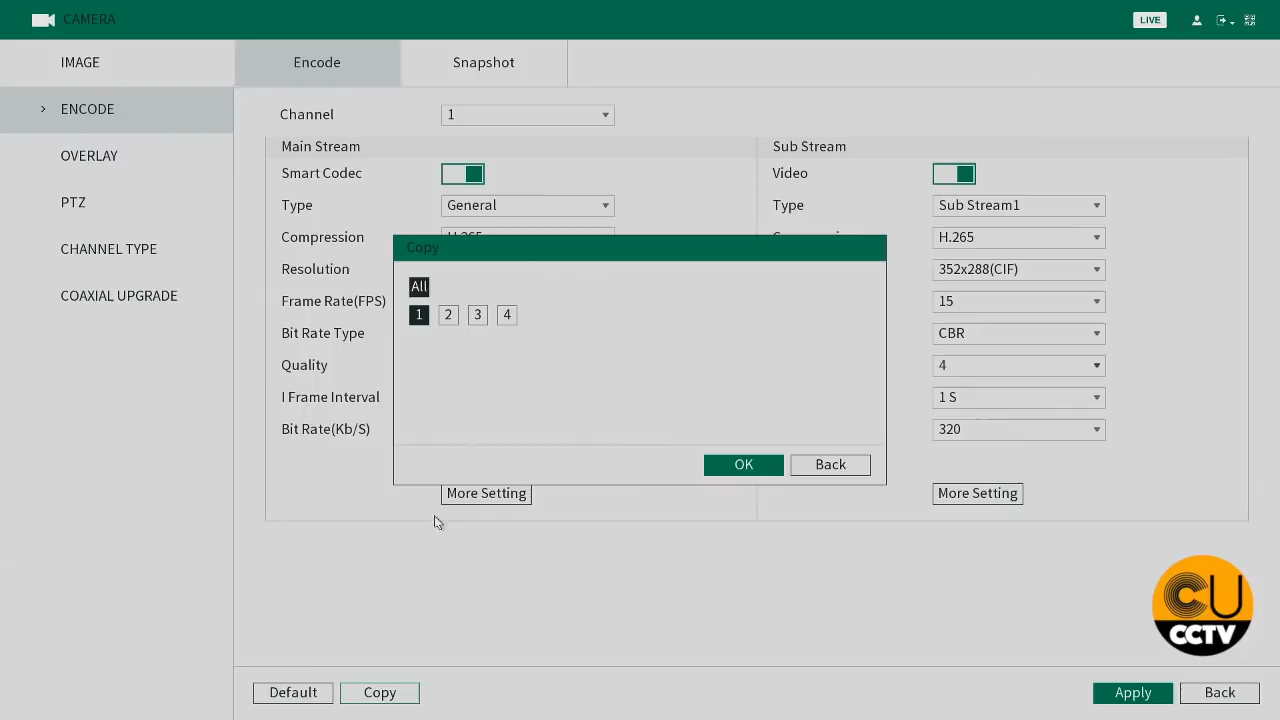 CAMERA
LIVE
IMAGE
ENCODE
OVERLAY
PTZ
CHANNEL TYPE
COAXIAL UPGRADE
Encode
Snapshot
Channel
1
Main Stream
Smart Codec
Type
General
Compression
H.265
Resolution
Frame Rate(FPS)
Bit Rate Type
Quality
I Frame Interval
Bit Rate(Kb/S)
More Setting
Sub Stream
Video
Type
Sub Stream1
H.265
352x288(CIF)
15
CBR
4
1 S
320
More Setting
Copy
All
1 2 3 4
OK
Back
CU
CCTV
Default
Copy
Apply
Back